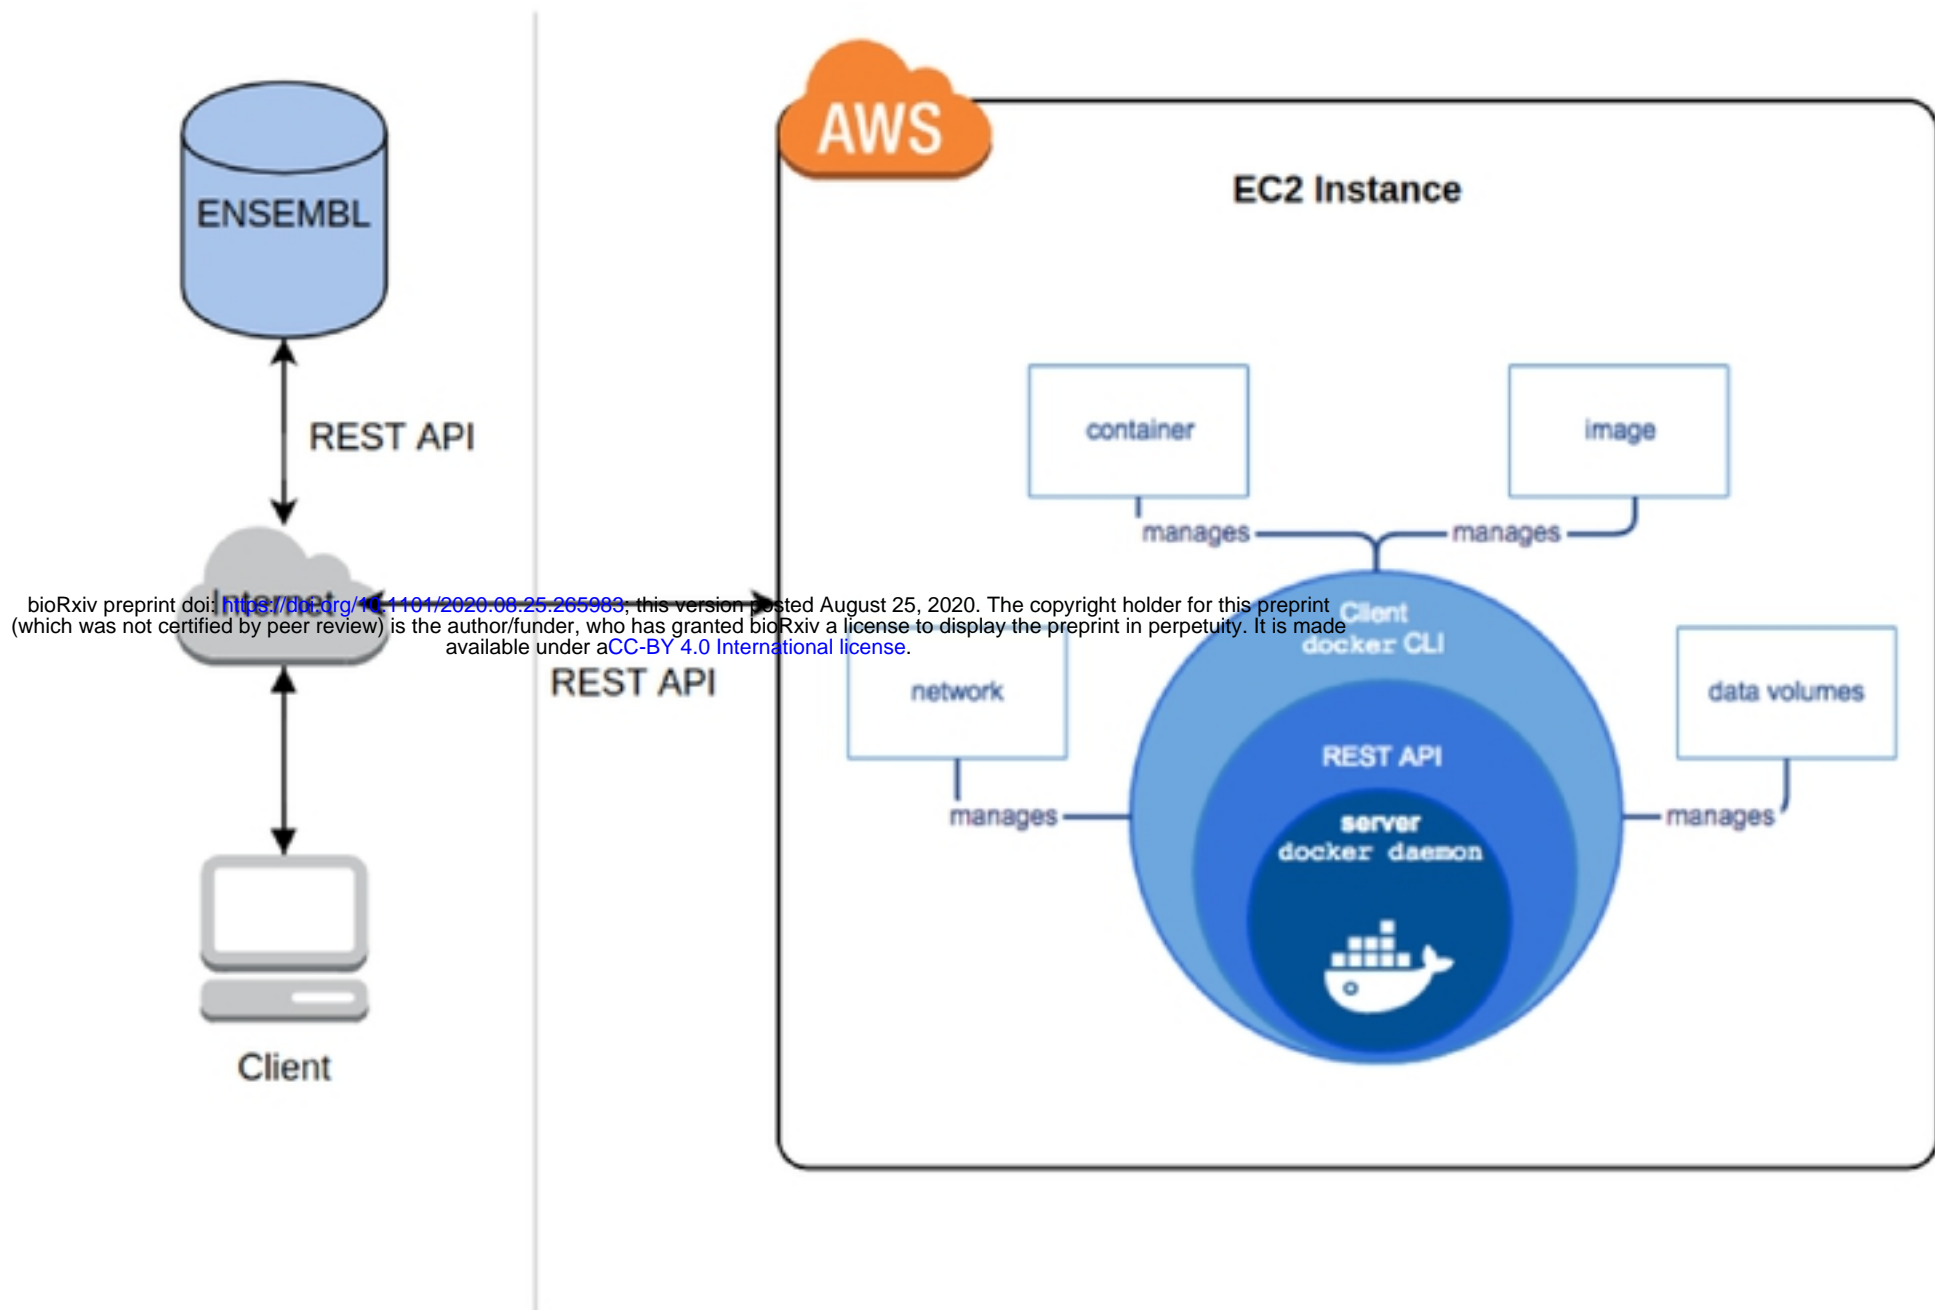 AWS
EC2 Instance
ENSEMBL
REST API
container
image
manages
manages
Internet
bioRxiv preprint doi: https://doi.org/10.1101/2020.08.25.265983; this version posted August 25, 2020. The copyright holder for this preprint
(which was not certified by peer review) is the author/funder, who has granted bioRxiv a license to display the preprint in perpetuity. It is made
available under aCC-BY 4.0 International license.
REST API
Client
docker CLI
network
data volumes
REST API
manages
manages
server
docker daemon
Client